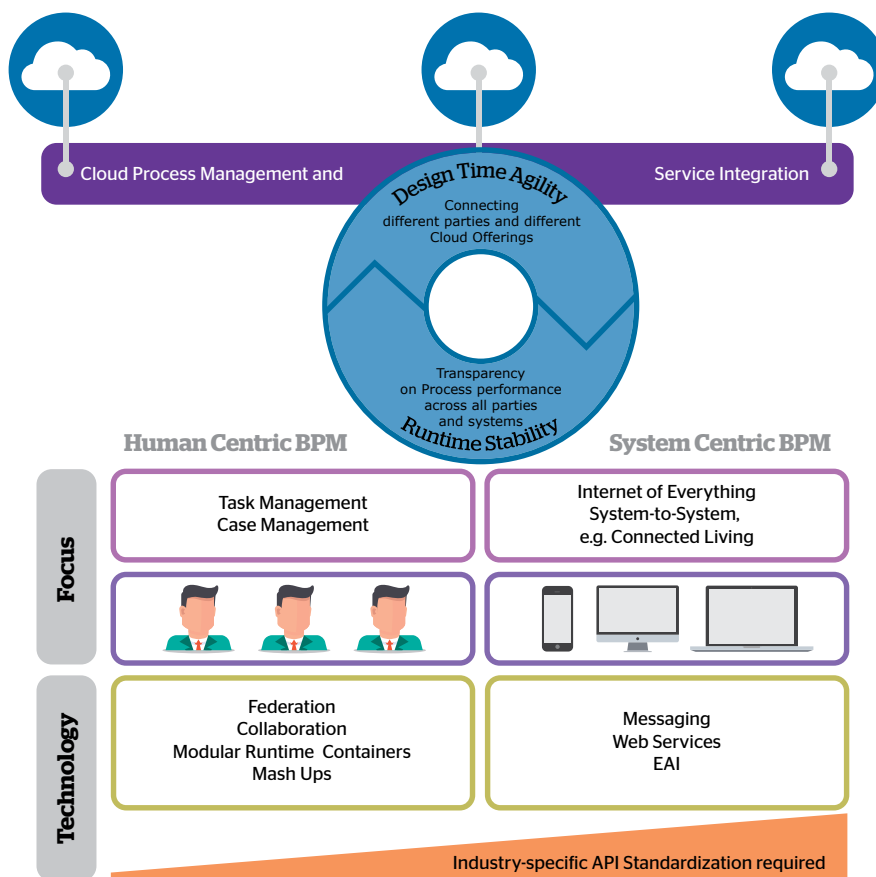 Cloud Process Management and
Service Integration
Design Time Agility
Connecting
different parties and different
Cloud Offerings
Transparency
on Process performance
across all parties
and systems
Runtime Stability
Human Centric BPM
System Centric BPM
Focus
Task Management
Case Management
Internet of Everything
System-to-System,
e.g. Connected Living
Technology
Federation
Collaboration
Modular Runtime Containers
Mash Ups
Messaging
Web Services
EAI
Industry-specific API Standardization required